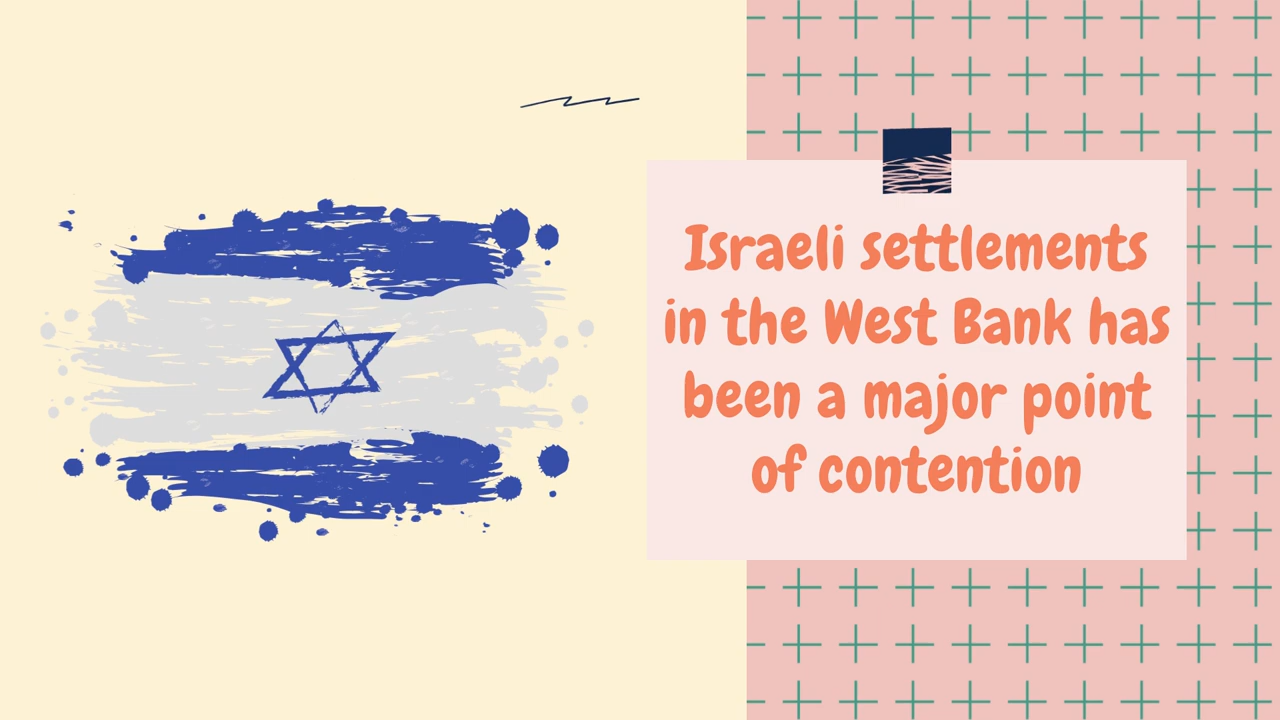 Israeli settlements
in the West Bank has
been a major point
of contention